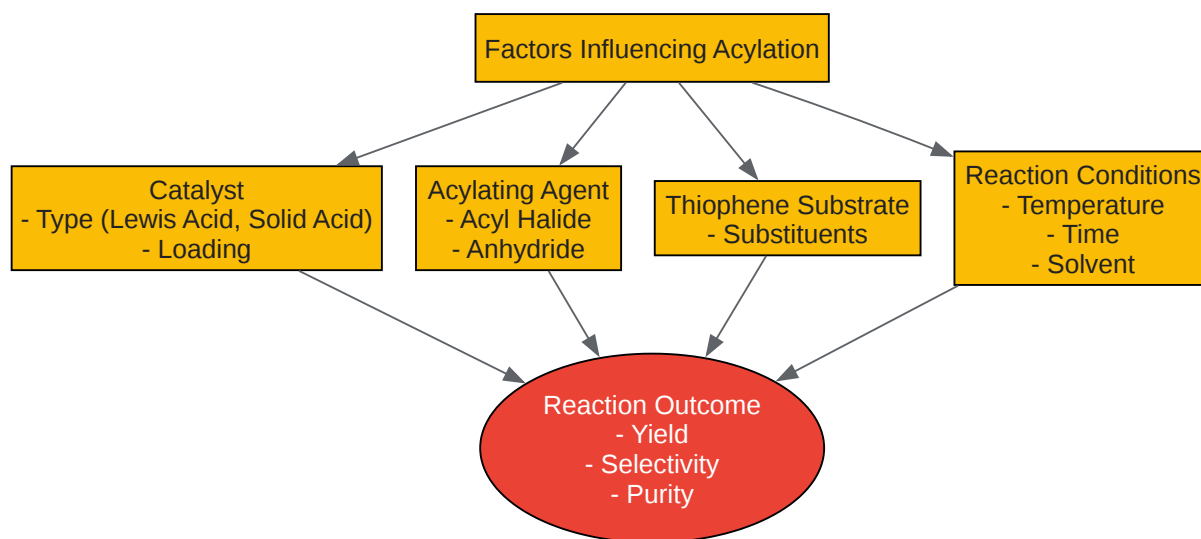 Factors Influencing Acylation
Catalyst
- Type (Lewis Acid, Solid Acid)
- Loading
Acylating Agent
- Acyl Halide
- Anhydride
Thiophene Substrate
- Substituents
Reaction Conditions
- Temperature
- Time
- Solvent
Reaction Outcome
- Yield
- Selectivity
- Purity